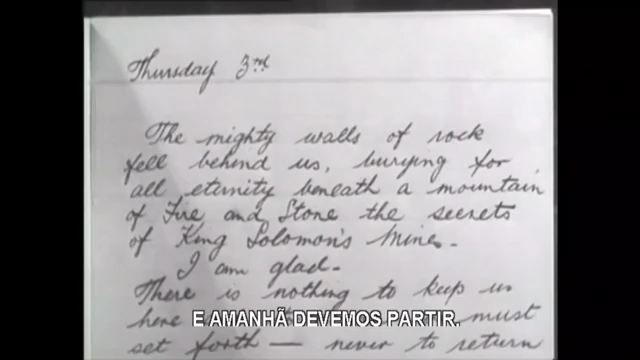 Thursday 3rd
The mighty walls of rock
fell behind us, burying for
all eternity beneath a mountain
of Fire and Stone the secrets
of King Solomon's Mine.
I am glad.
There is nothing to keep us
here must
E AMANHÃ DEVEMOS PARTIR.
set forth — never to return